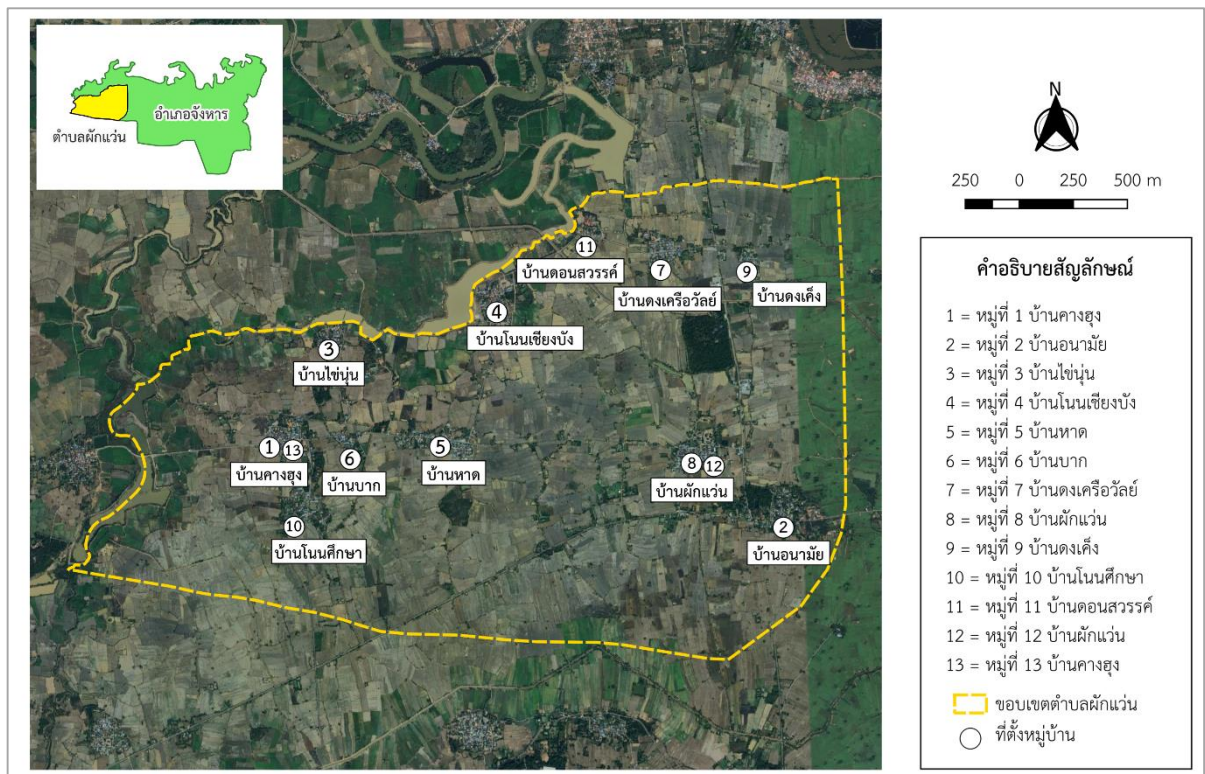 อำเภอจังหาร
ตำบลผักแว่น
N
250 0 250 500 m
11
บ้านดอนสวรรค์
7
บ้านดงเครือวัลย์
9
บ้านดงเค็ง
4
บ้านโนนเชียงบัง
3
บ้านไข่นุ่น
1
13
บ้านคางฮุง
6
บ้านบาก
5
บ้านหาด
8
12
บ้านผักแว่น
10
บ้านโนนศึกษา
2
บ้านอนามัย
คำอธิบายสัญลักษณ์
1 = หมู่ที่ 1 บ้านคางฮุง
2 = หมู่ที่ 2 บ้านอนามัย
3 = หมู่ที่ 3 บ้านไข่นุ่น
4 = หมู่ที่ 4 บ้านโนนเชียงบัง
5 = หมู่ที่ 5 บ้านหาด
6 = หมู่ที่ 6 บ้านบาก
7 = หมู่ที่ 7 บ้านดงเครือวัลย์
8 = หมู่ที่ 8 บ้านผักแว่น
9 = หมู่ที่ 9 บ้านดงเค็ง
10 = หมู่ที่ 10 บ้านโนนศึกษา
11 = หมู่ที่ 11 บ้านดอนสวรรค์
12 = หมู่ที่ 12 บ้านผักแว่น
13 = หมู่ที่ 13 บ้านคางฮุง
ขอบเขตตำบลผักแว่น
ที่ตั้งหมู่บ้าน